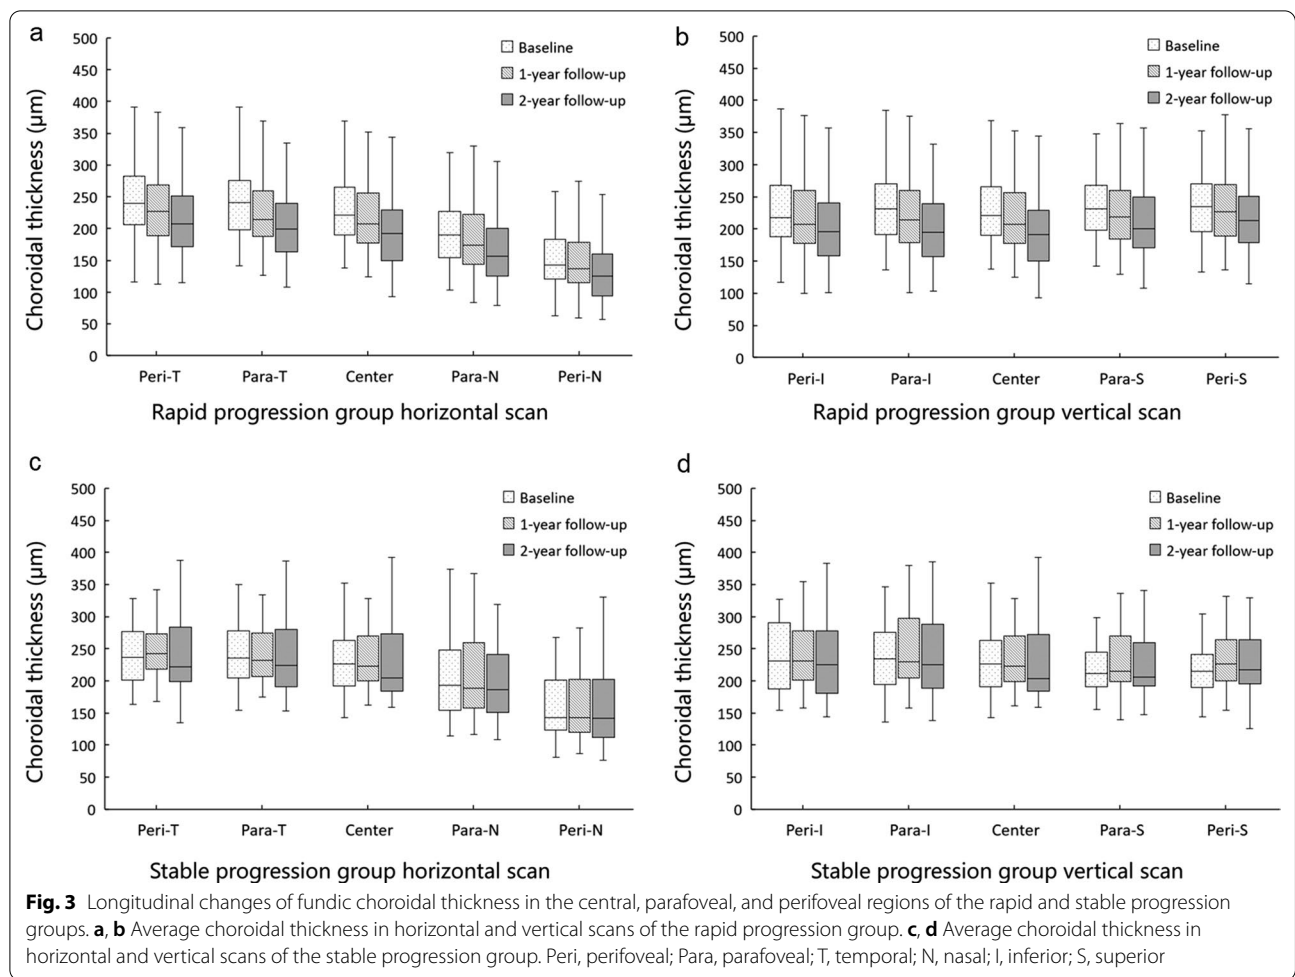 a
500
450
400
350
300
250
200
150
100
50
0
Choroidal thickness (μm)
Baseline
1-year follow-up
2-year follow-up
Peri-T Para-T Center Para-N Peri-N
Rapid progression group horizontal scan
b
500
450
400
350
300
250
200
150
100
50
0
Choroidal thickness (μm)
Baseline
1-year follow-up
2-year follow-up
Peri-I Para-I Center Para-S Peri-S
Rapid progression group vertical scan
c
500
450
400
350
300
250
200
150
100
50
0
Choroidal thickness (μm)
Baseline
1-year follow-up
2-year follow-up
Peri-T Para-T Center Para-N Peri-N
Stable progression group horizontal scan
d
500
450
400
350
300
250
200
150
100
50
0
Choroidal thickness (μm)
Baseline
1-year follow-up
2-year follow-up
Peri-I Para-I Center Para-S Peri-S
Stable progression group vertical scan
Fig. 3 Longitudinal changes of fundic choroidal thickness in the central, parafoveal, and perifoveal regions of the rapid and stable progression
groups. a, b Average choroidal thickness in horizontal and vertical scans of the rapid progression group. c, d Average choroidal thickness in
horizontal and vertical scans of the stable progression group. Peri, perifoveal; Para, parafoveal; T, temporal; N, nasal; I, inferior; S, superior